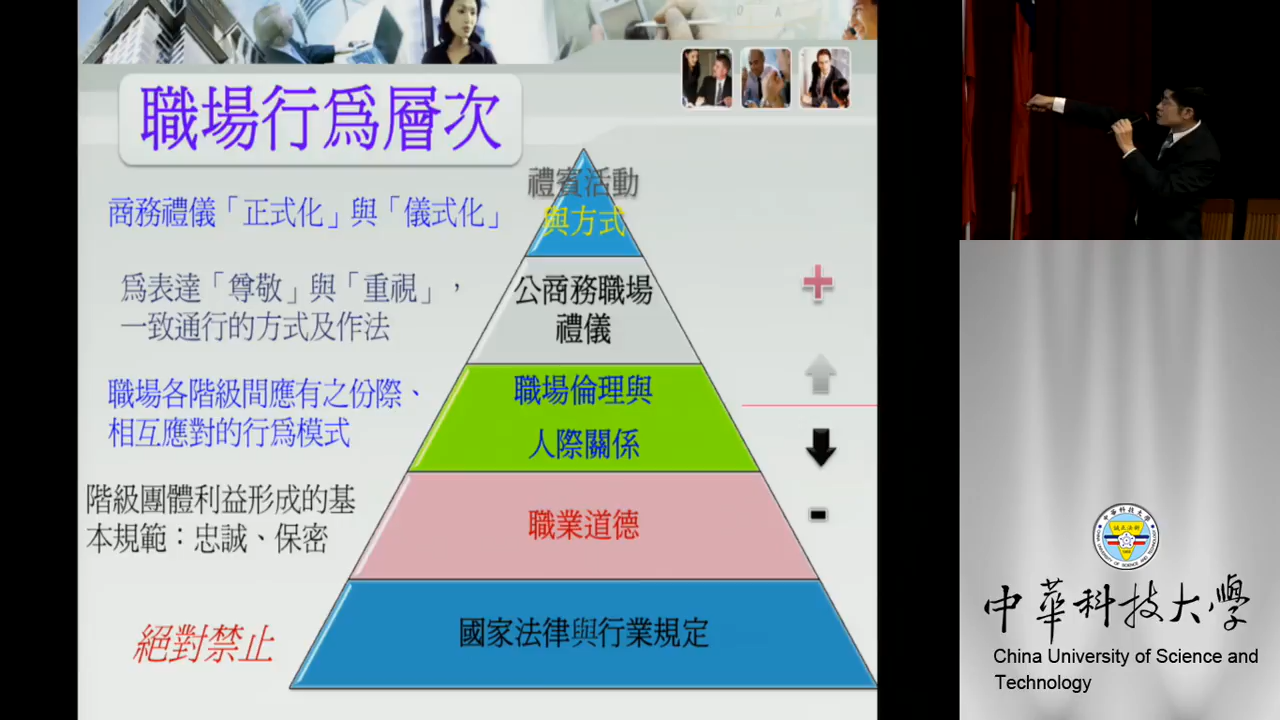 職場行為層次
禮賓活動
與方式
商務禮儀「正式化」與「儀式化」
公商務職場
禮儀
為表達「尊敬」與「重視」，
一致通行的方式及作法
職場倫理與
人際關係
職場各階級間應有之份際、
相互應對的行為模式
職業道德
階級團體利益形成的基
本規範：忠誠、保密
國家法律與行業規定
絕對禁止
中華科技大學
China University of Science and
Technology